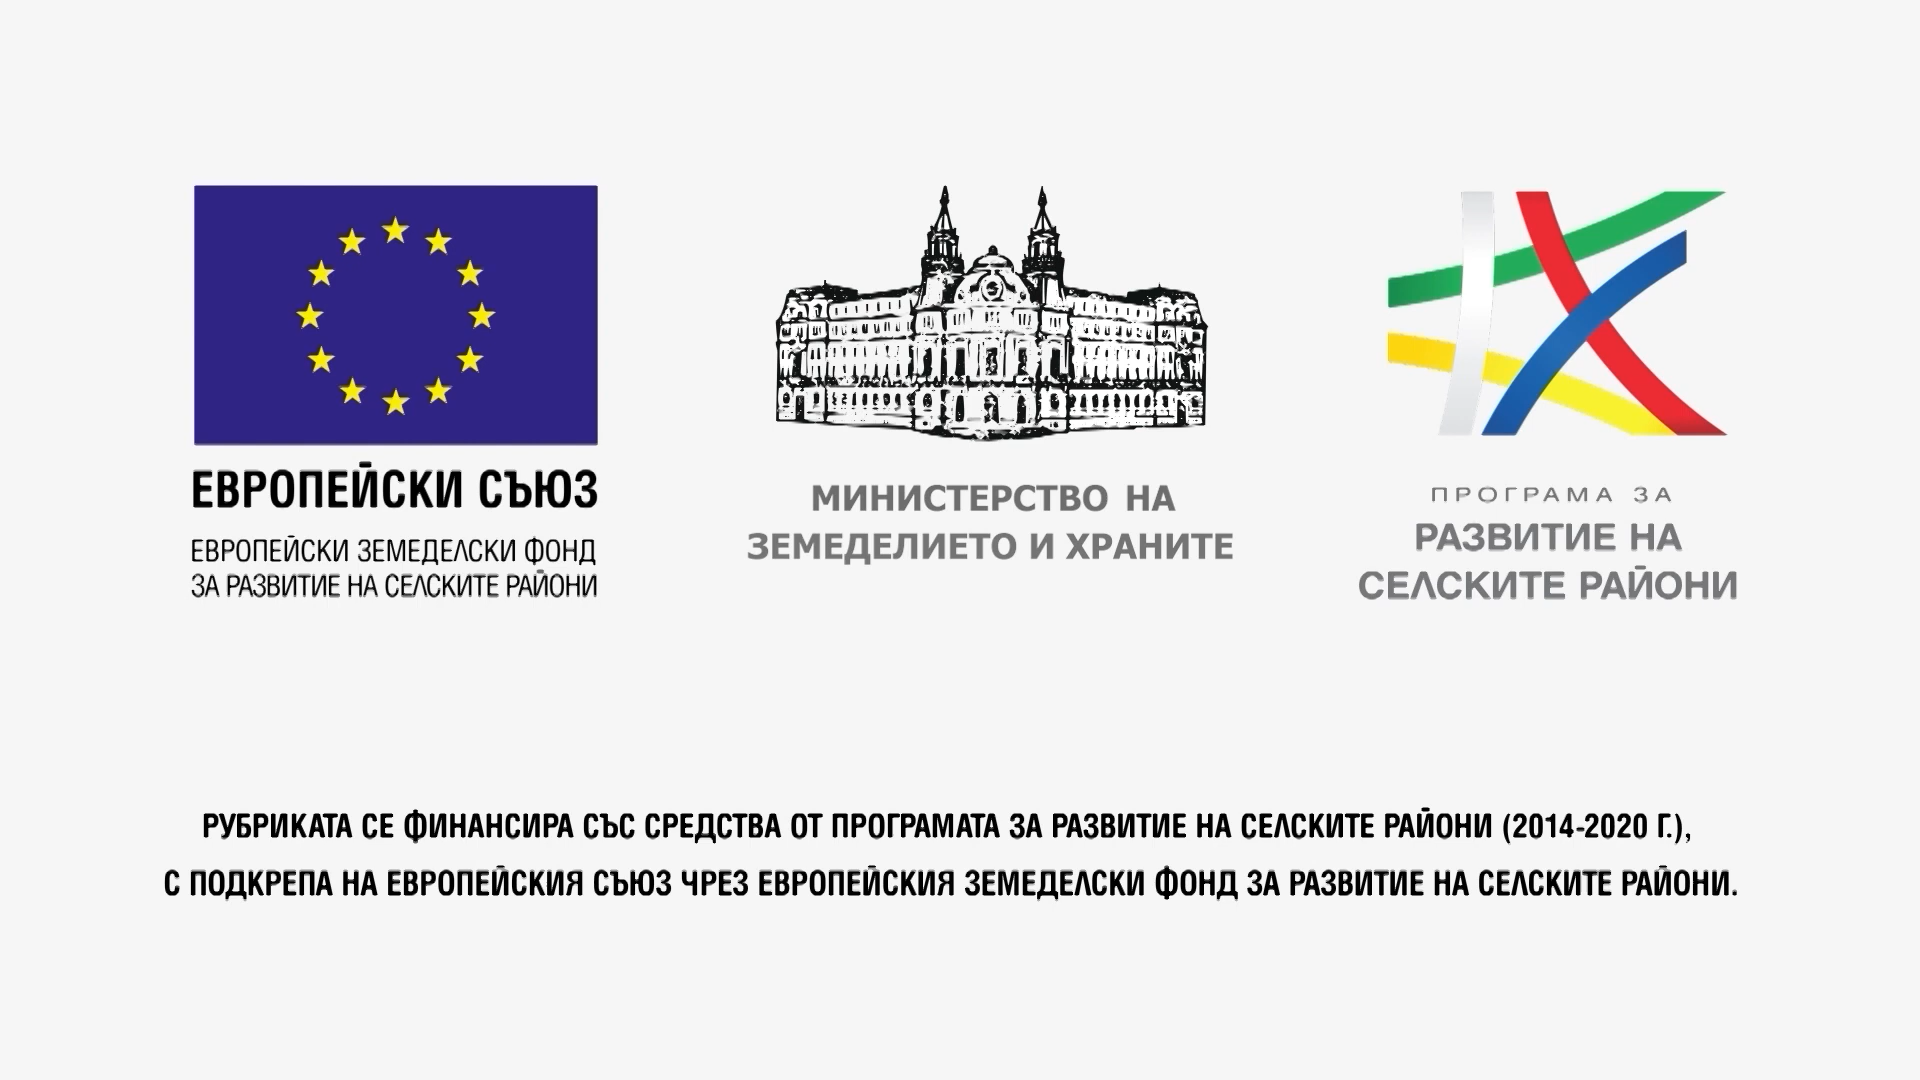 ЕВРОПЕЙСКИ СЪЮЗ
ЕВРОПЕЙСКИ ЗЕМЕДЕЛСКИ ФОНД
ЗА РАЗВИТИЕ НА СЕЛСКИТЕ РАЙОНИ
МИНИСТЕРСТВО НА
ЗЕМЕДЕЛИЕТО И ХРАНИТЕ
ПРОГРАМА ЗА
РАЗВИТИЕ НА
СЕЛСКИТЕ РАЙОНИ
РУБРИКАТА СЕ ФИНАНСИРА СЪС СРЕДСТВА ОТ ПРОГРАМАТА ЗА РАЗВИТИЕ НА СЕЛСКИТЕ РАЙОНИ (2014-2020 Г.),
С ПОДКРЕПА НА ЕВРОПЕЙСКИЯ СЪЮЗ ЧРЕЗ ЕВРОПЕЙСКИЯ ЗЕМЕДЕЛСКИ ФОНД ЗА РАЗВИТИЕ НА СЕЛСКИТЕ РАЙОНИ.